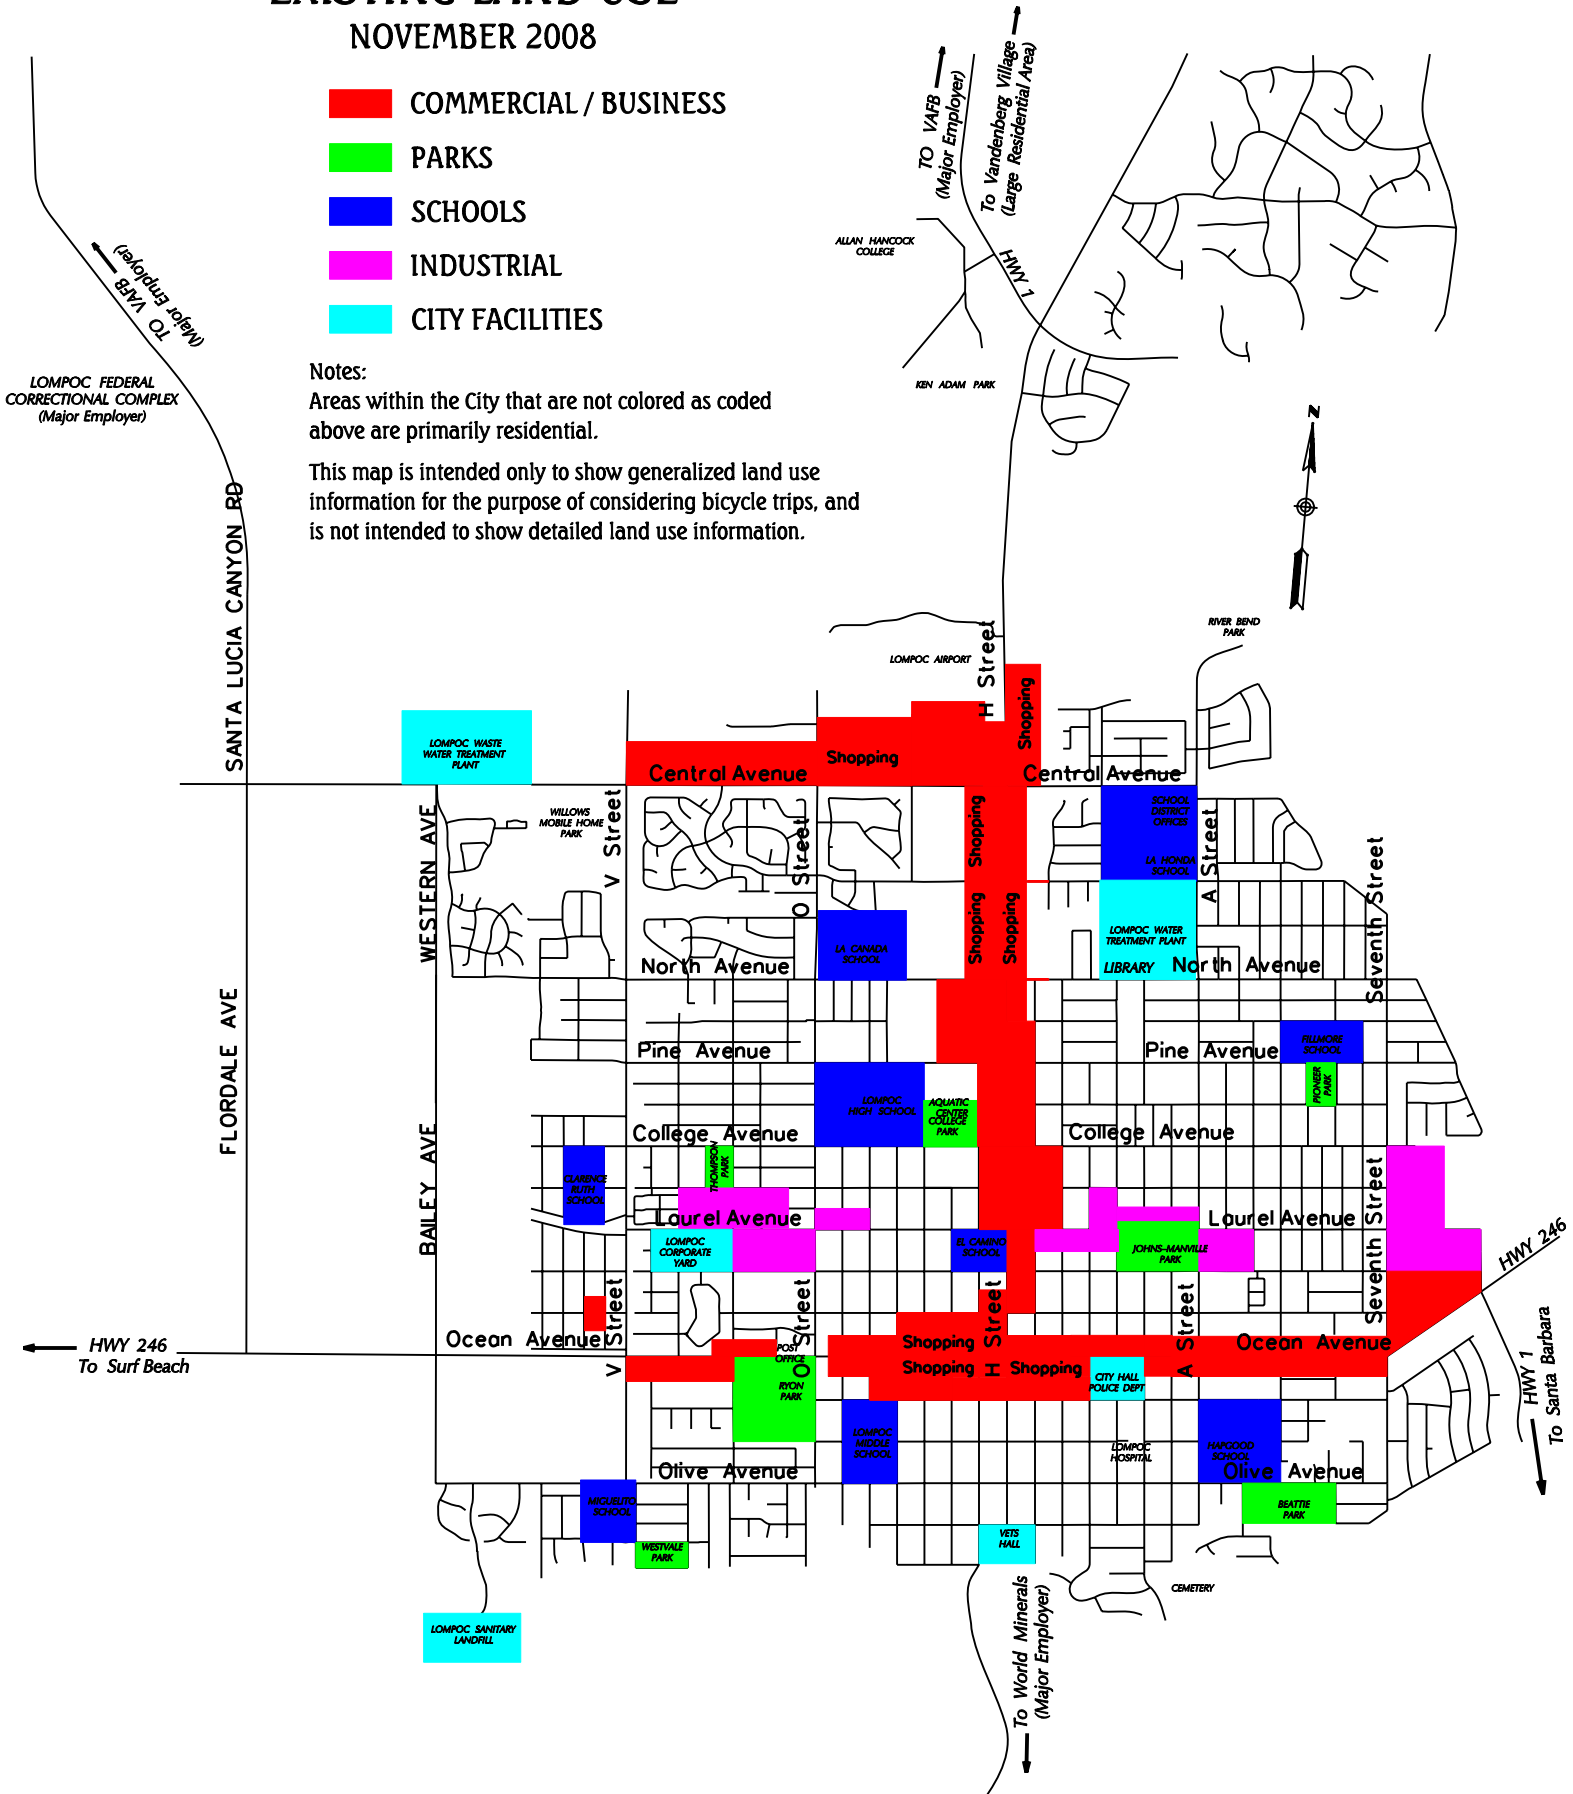 EXISTING LAND USE
NOVEMBER 2008
COMMERCIAL / BUSINESS
PARKS
SCHOOLS
INDUSTRIAL
CITY FACILITIES
Notes:
Areas within the City that are not colored as coded
above are primarily residential.
This map is intended only to show generalized land use
information for the purpose of considering bicycle trips, and
is not intended to show detailed land use information.
TO VAFB
(Major Employer)
To Vandenberg Village
(Large Residential Area)
ALLAN HANCOCK
COLLEGE
HWY 1
KEN ADAM PARK
TO VAFB
(Major Employer)
LOMPOC FEDERAL
CORRECTIONAL COMPLEX
(Major Employer)
SANTA LUCIA CANYON RD
N
RIVER BEND
PARK
LOMPOC AIRPORT
H Street
Shopping
LOMPOC WASTE
WATER TREATMENT
PLANT
Shopping
Central Avenue
Central Avenue
WILLOWS
MOBILE HOME
PARK
WESTERN AVE
V Street
O Street
Shopping
SCHOOL
DISTRICT
OFFICES
LA HONDA
SCHOOL
A Street
Seventh Street
Shopping
Shopping
LA CANADA
SCHOOL
LOMPOC WATER
TREATMENT PLANT
LIBRARY
North Avenue
North Avenue
FLORDALE AVE
Pine Avenue
Pine Avenue
FILLMORE
SCHOOL
PIONEER
PARK
LOMPOC
HIGH SCHOOL
AQUATIC
CENTER
COLLEGE
PARK
College Avenue
College Avenue
BAILEY AVE
THOMPSON
PARK
CLARENCE
RUTH
SCHOOL
Laurel Avenue
Laurel Avenue
Seventh Street
LOMPOC
CORPORATE
YARD
EL CAMINO
SCHOOL
JOHNS-MANVILLE
PARK
HWY 246
V Street
O Street
H Street
A Street
HWY 246
To Surf Beach
Ocean Avenue
Ocean Avenue
Shopping
Shopping
Shopping
POST
OFFICE
RYON
PARK
CITY HALL
POLICE DEPT
HWY 1
To Santa Barbara
LOMPOC
MIDDLE
SCHOOL
LOMPOC
HOSPITAL
HAPGOOD
SCHOOL
Olive Avenue
Olive Avenue
MIGUELITO
SCHOOL
BEATTIE
PARK
WESTVALE
PARK
VETS
HALL
CEMETERY
LOMPOC SANITARY
LANDFILL
To World Minerals
(Major Employer)